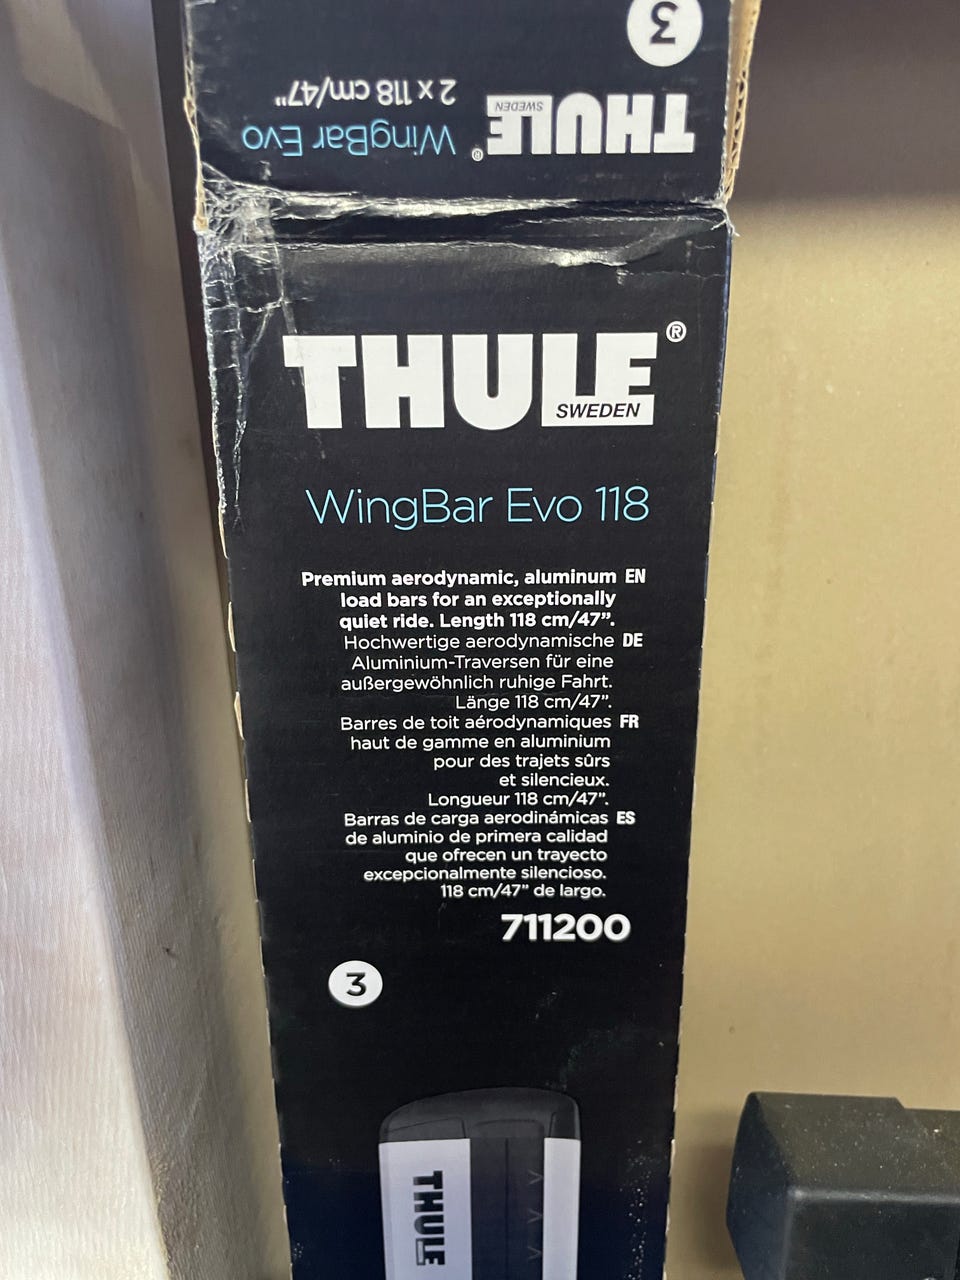 3
THULE®
SWEDEN
WingBar Evo
2 x 118 cm/47"
THULE®
SWEDEN
WingBar Evo 118
Premium aerodynamic, aluminum EN
load bars for an exceptionally
quiet ride. Length 118 cm/47”.
Hochwertige aerodynamische DE
Aluminium-Traversen für eine
außergewöhnlich ruhige Fahrt.
Länge 118 cm/47”.
Barres de toit aérodynamiques FR
haut de gamme en aluminium
pour des trajets sûrs
et silencieux.
Longueur 118 cm/47”.
Barras de carga aerodinámicas ES
de aluminio de primera calidad
que ofrecen un trayecto
excepcionalmente silencioso.
118 cm/47” de largo.
711200
3
THULE